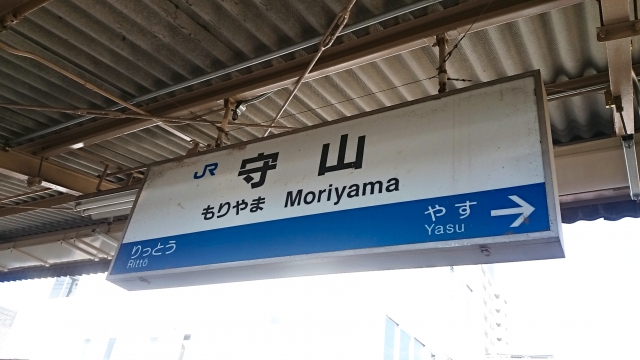 JR 守山
もりやま Moriyama
りっとう
Rittō
やす →
Yasu